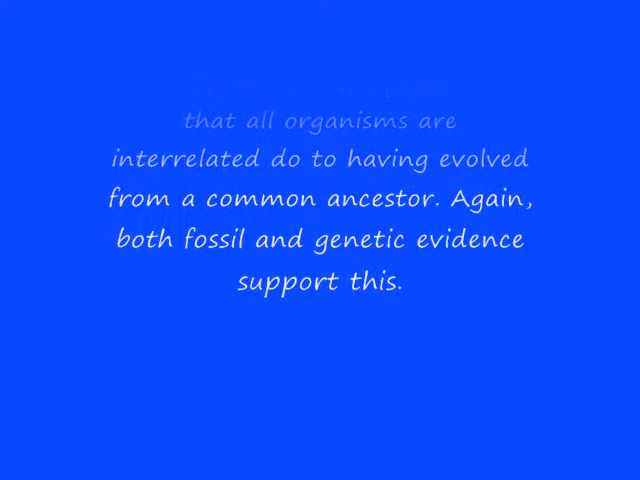 that all organisms are
interrelated do to having evolved
from a common ancestor. Again,
both fossil and genetic evidence
support this.